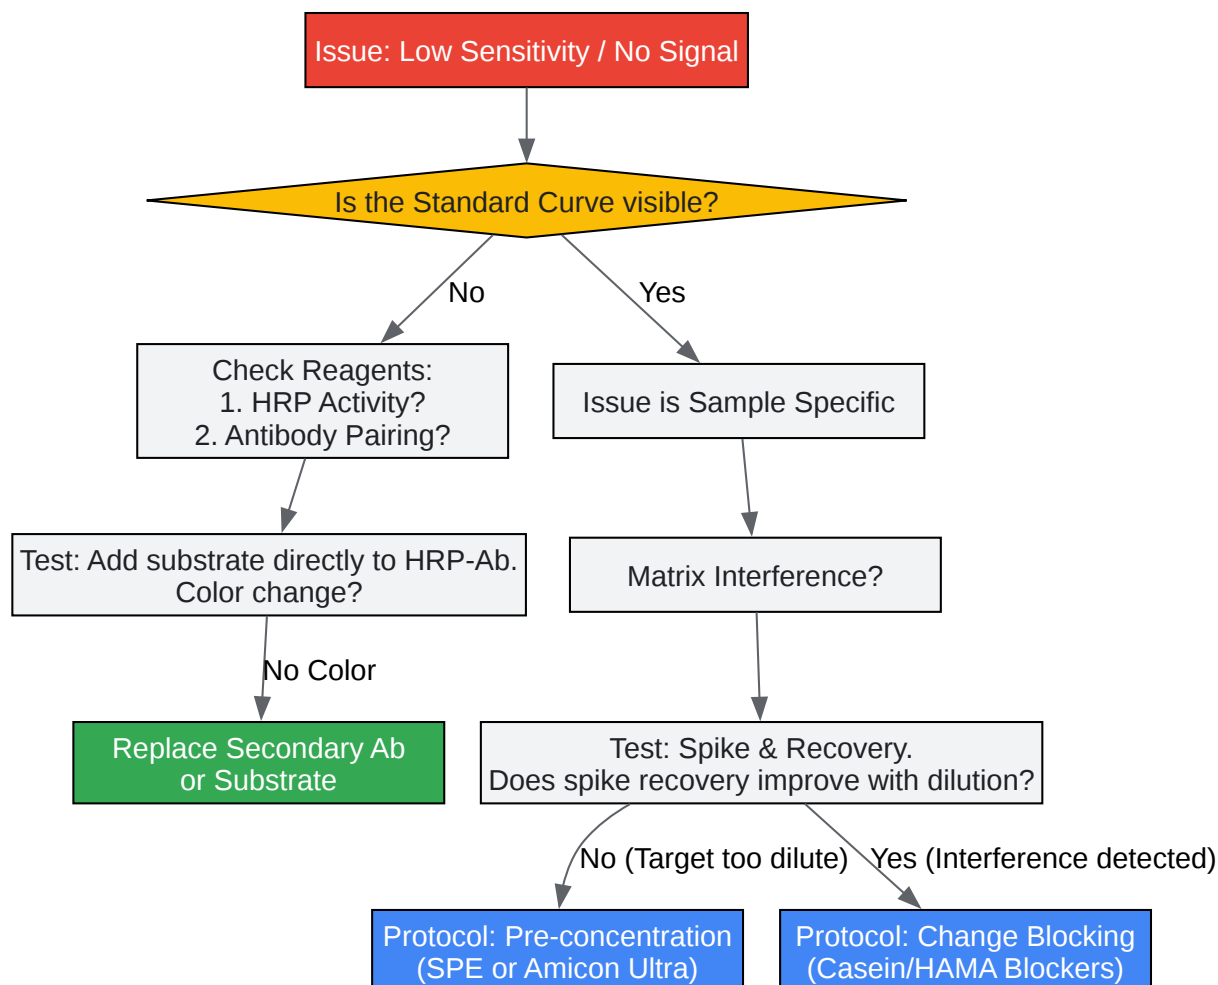 Issue: Low Sensitivity / No Signal
Is the Standard Curve visible?
No
Yes
Check Reagents:
1. HRP Activity?
2. Antibody Pairing?
Issue is Sample Specific
Test: Add substrate directly to HRP-Ab.
Color change?
Matrix Interference?
No Color
Replace Secondary Ab
or Substrate
Test: Spike & Recovery.
Does spike recovery improve with dilution?
No (Target too dilute)
Yes (Interference detected)
Protocol: Pre-concentration
(SPE or Amicon Ultra)
Protocol: Change Blocking
(Casein/HAMA Blockers)